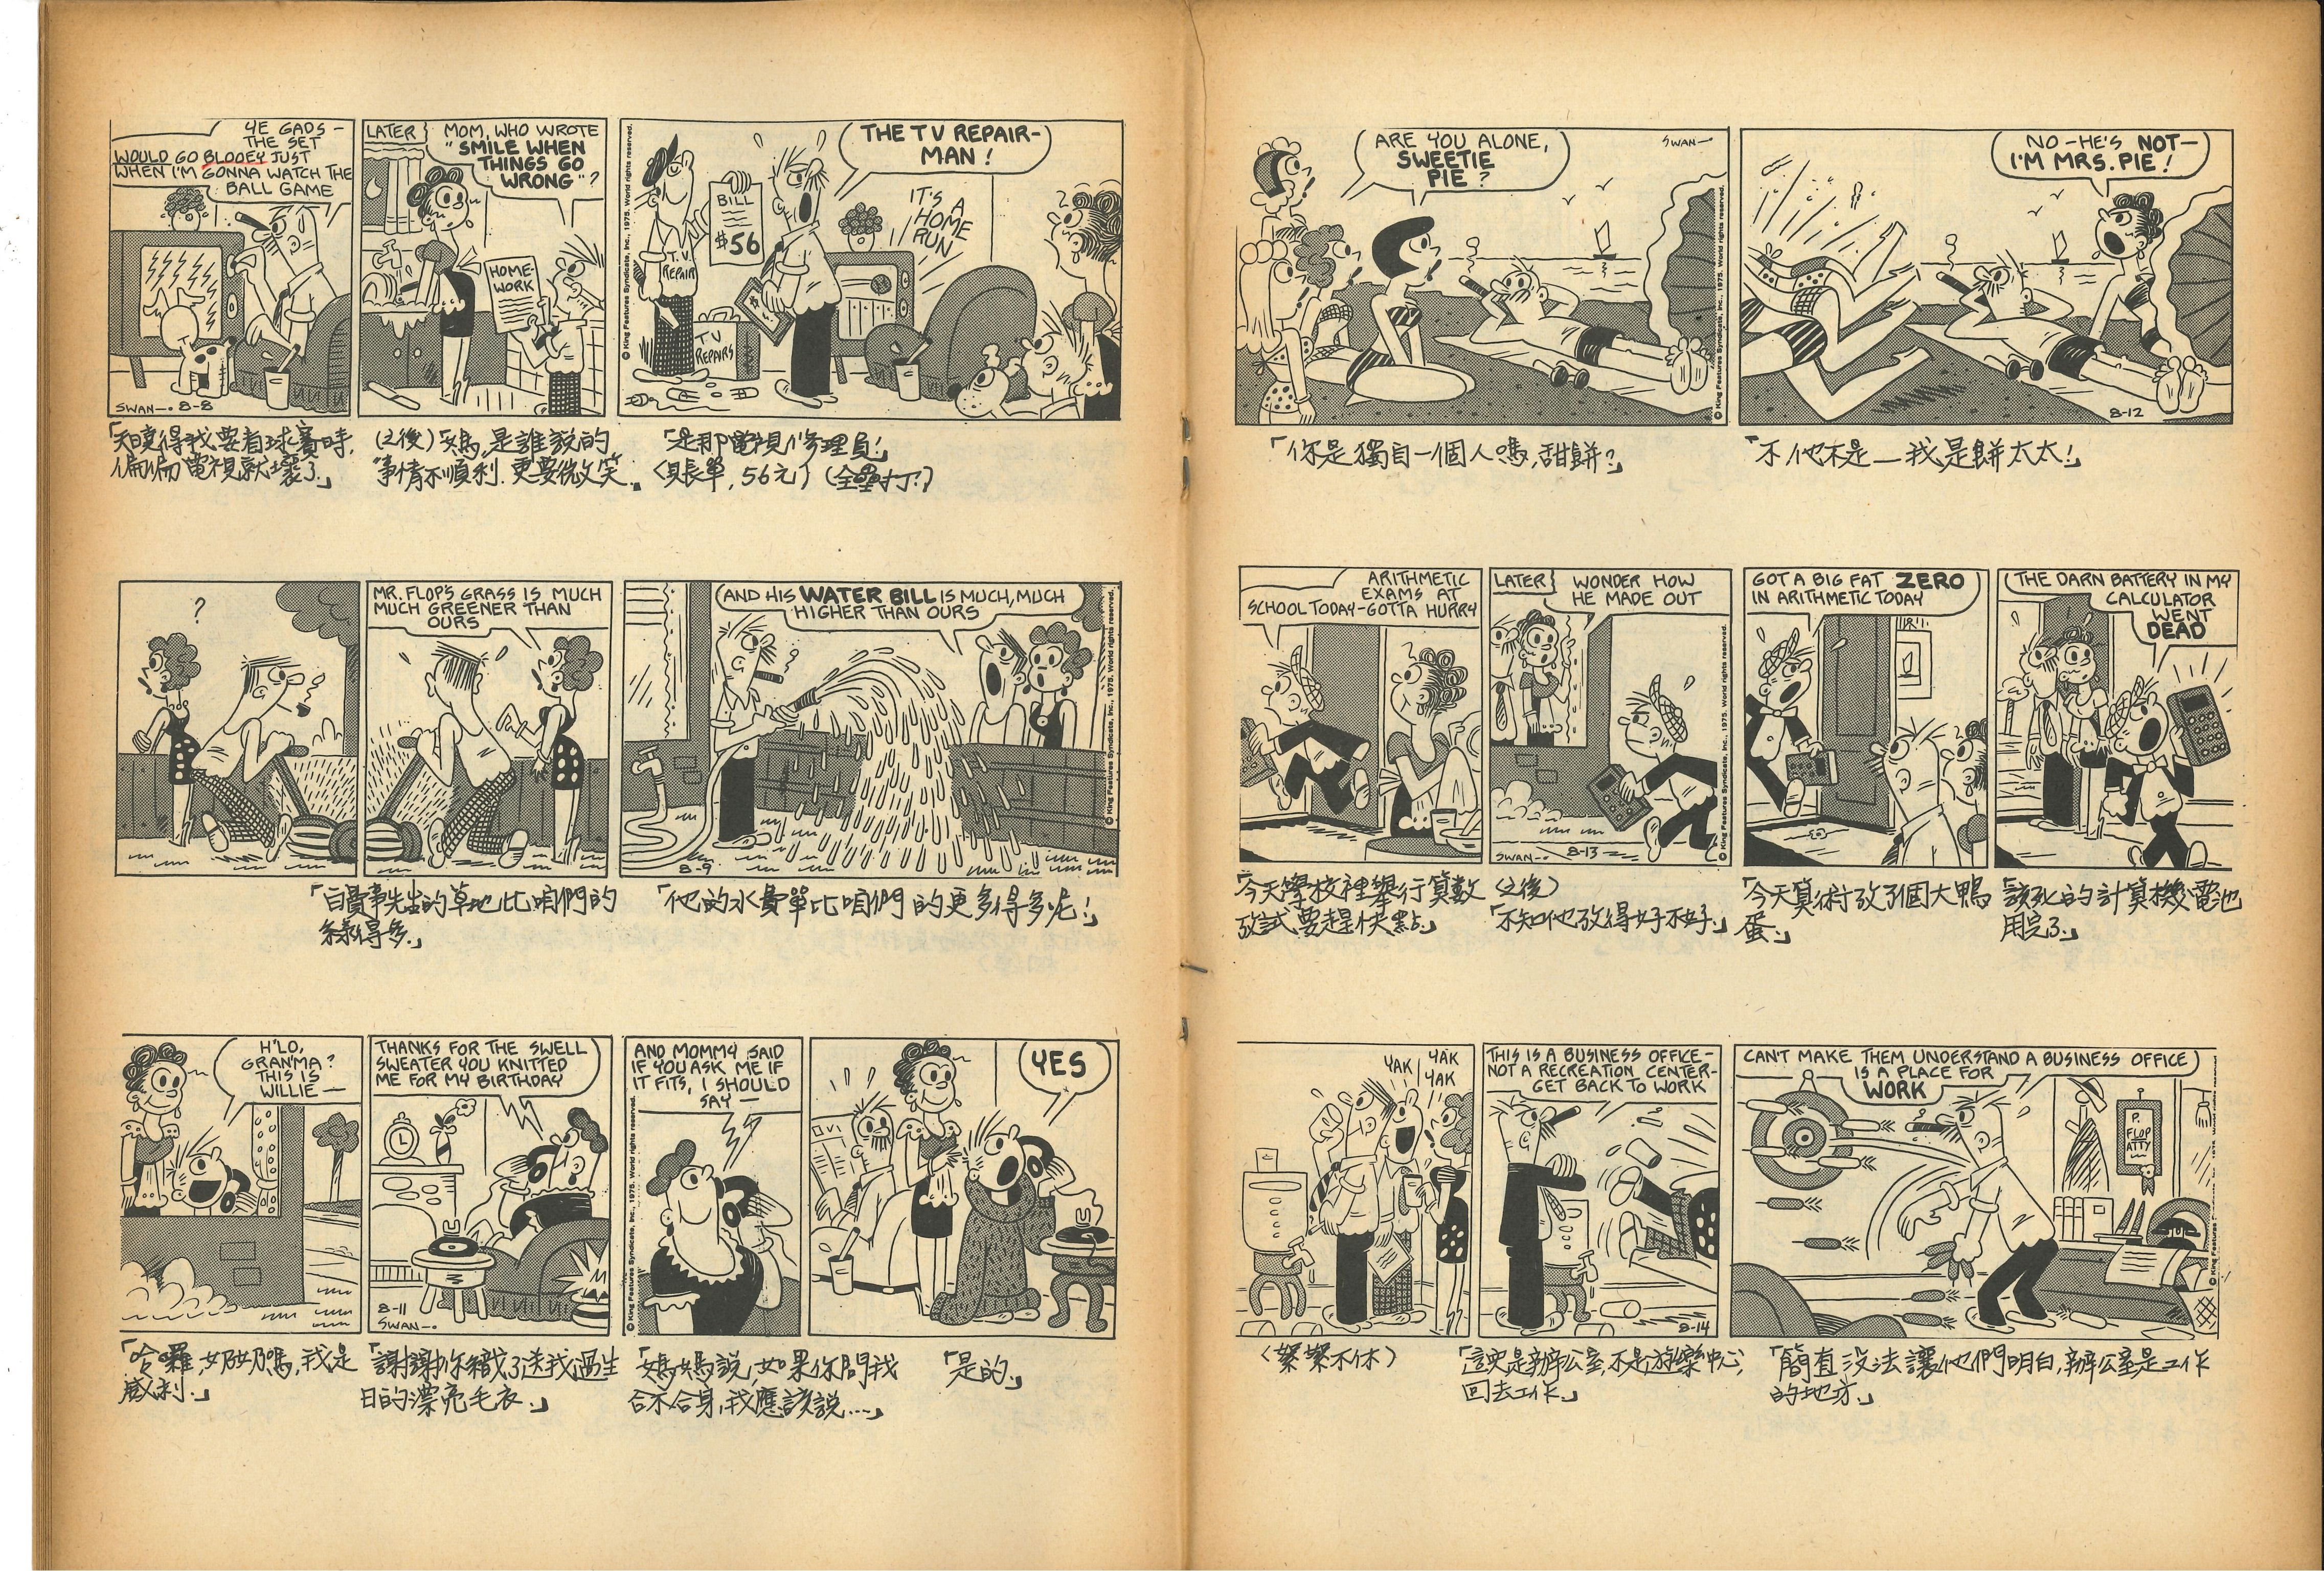 YE GADS —
THE SET
WOULD GO BLOOEY JUST
WHEN I'M GONNA WATCH THE
BALL GAME
SWAN—• 8-8
LATER
MOM, WHO WROTE
"SMILE WHEN
THINGS GO
WRONG"?
HOME-
WORK
THE TV REPAIR-
MAN!
BILL
$56
T.V.
REPAIR
TV
REPAIRS
IT'S A
HOME
RUN
© King Features Syndicate, Inc., 1975. World rights reserved.
得我要看球賽時,
偏偏電視就壞了」
(之後)「媽,是誰說的
"事情不順利,更要微笑
「是那電視修理員!」
(賬單,56元) (全壘打!)
?
MR. FLOP'S GRASS IS MUCH
MUCH GREENER THAN
OURS
AND HIS WATER BILL IS MUCH, MUCH
HIGHER THAN OURS
8-9
© King Features Syndicate, Inc., 1975. World rights reserved.
「白費事先生的草地比咱們的
綠得多」
「他的水費單比咱們的更多得多呢!」
H'LO,
GRAN'MA?
THIS IS
WILLIE —
THANKS FOR THE SWELL
SWEATER YOU KNITTED
ME FOR MY BIRTHDAY
8-11
SWAN—•
AND MOMMY SAID
IF YOU ASK ME IF
IT FITS, I SHOULD
SAY —
© King Features Syndicate, Inc., 1975. World rights reserved.
YES
「哈囉,奶奶嗎,我是
威利.」
「謝謝你織了送我過生
日的漂亮毛衣.」
「媽媽說,如果你問我
合不合身,我應該說....」
「是的」
ARE YOU ALONE,
SWEETIE
PIE?
SWAN—
© King Features Syndicate, Inc., 1975. World rights reserved.
NO — HE'S NOT —
I'M MRS. PIE!
8-12
「你是獨自一個人嗎,甜餅?」
「不,他不是—我是餅太太!」
ARITHMETIC
EXAMS AT
SCHOOL TODAY—GOTTA HURRY
LATER
WONDER HOW
HE MADE OUT
SWAN—• 8-13
© King Features Syndicate, Inc., 1975. World rights reserved.
GOT A BIG FAT ZERO
IN ARITHMETIC TODAY
THE DARN BATTERY IN MY
CALCULATOR
WENT
DEAD
「今天學校裡舉行算數
攷試要趕快點」
(之後)
「不知他攷得好不好」
「今天算術攷了個大鴨
蛋」
「該死的計算機電池
用完了」
YAK YAK
YAK
THIS IS A BUSINESS OFFICE —
NOT A RECREATION CENTER —
GET BACK TO WORK
8-14
CAN'T MAKE THEM UNDERSTAND A BUSINESS OFFICE
IS A PLACE FOR
WORK
P.
FLOP
ATTY
(絮絮不休)
「這兒是辦公室,不是遊樂中心,
回去工作」
「簡直沒法讓他們明白,辦公室是工作
的地方」